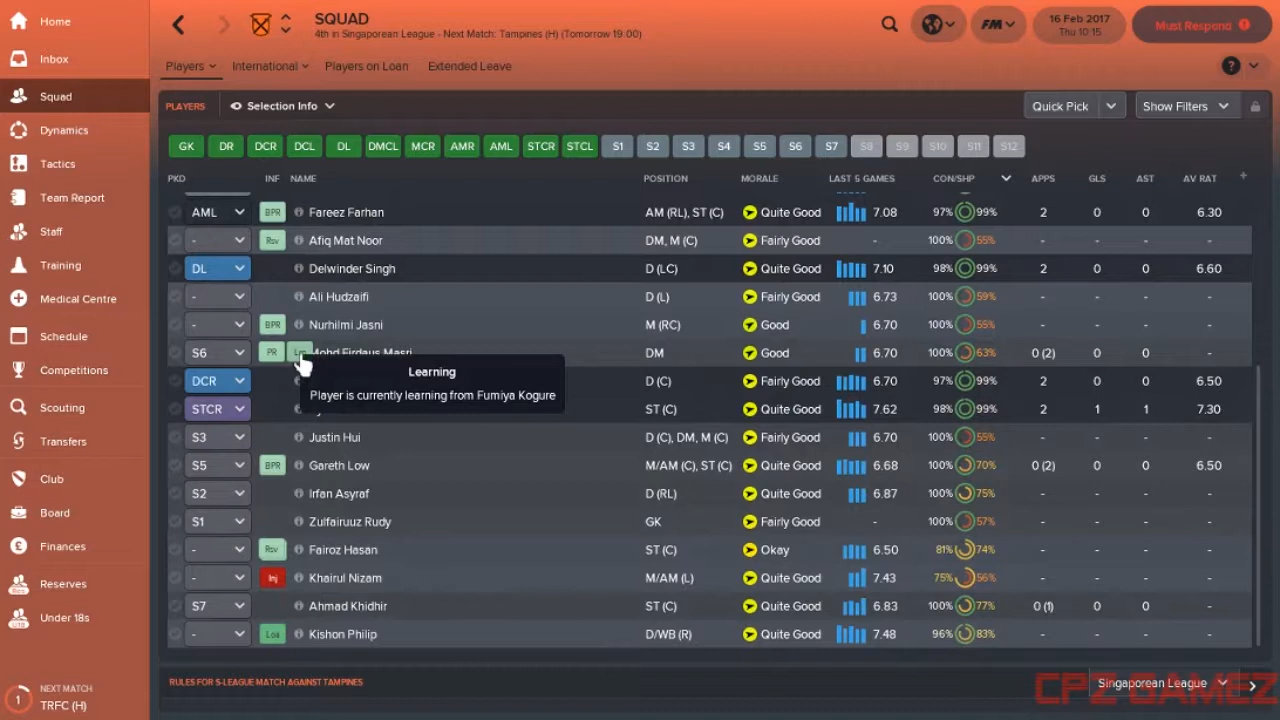 Home
Inbox
Squad
Dynamics
Tactics
Team Report
Staff
Training
Medical Centre
Schedule
Competitions
Scouting
Transfers
Club
Board
Finances
Reserves
Under 18s
1 NEXT MATCH
TRFC (H)
SQUAD
4th in Singaporean League - Next Match: Tampines (H) (Tomorrow 19:00)
FM
16 Feb 2017
Thu 10:15
Must Respond
Players International Players on Loan Extended Leave
?
PLAYERS Selection Info Quick Pick Show Filters
GK DR DCR DCL DL DMCL MCR AMR AML STCR STCL S1 S2 S3 S4 S5 S6 S7 S8 S9 S10 S11 S12
PKD INF NAME POSITION MORALE LAST 5 GAMES CON/SHP APPS GLS AST AV RAT +
AML BPR Fareez Farhan AM (RL), ST (C) Quite Good 7.08 97% 99% 2 0 0 6.30
- Rsv Afiq Mat Noor DM, M (C) Fairly Good - 100% 55% - - - -
DL Delwinder Singh D (LC) Quite Good 7.10 98% 99% 2 0 0 6.60
- Ali Hudzaifi D (L) Fairly Good 6.73 100% 59% - - - -
- BPR Nurhilmi Jasni M (RC) Good 6.70 100% 55% - - - -
S6 PR Mohd Firdaus Masri DM Good 6.70 100% 63% 0 (2) 0 0 -
Learning
Player is currently learning from Fumiya Kogure
DCR D (C) Fairly Good 6.70 97% 99% 2 0 0 6.50
STCR ST (C) Quite Good 7.62 98% 99% 2 1 1 7.30
S3 Justin Hui D (C), DM, M (C) Fairly Good 6.70 100% 55% - - - -
S5 BPR Gareth Low M/AM (C), ST (C) Quite Good 6.68 100% 70% 0 (2) 0 0 6.50
S2 Irfan Asyraf D (RL) Quite Good 6.87 100% 75% - - - -
S1 Zulfairuuz Rudy GK Fairly Good - 100% 57% - - - -
- Rsv Fairoz Hasan ST (C) Okay 6.50 81% 74% - - - -
- Inj Khairul Nizam M/AM (L) Quite Good 7.43 75% 56% - - - -
S7 Ahmad Khidhir ST (C) Quite Good 6.83 100% 77% 0 (1) 0 0 -
- Loa Kishon Philip D/WB (R) Quite Good 7.48 96% 83% - - - -
RULES FOR S-LEAGUE MATCH AGAINST TAMPINES Singaporean League
CPZ GAMEZ